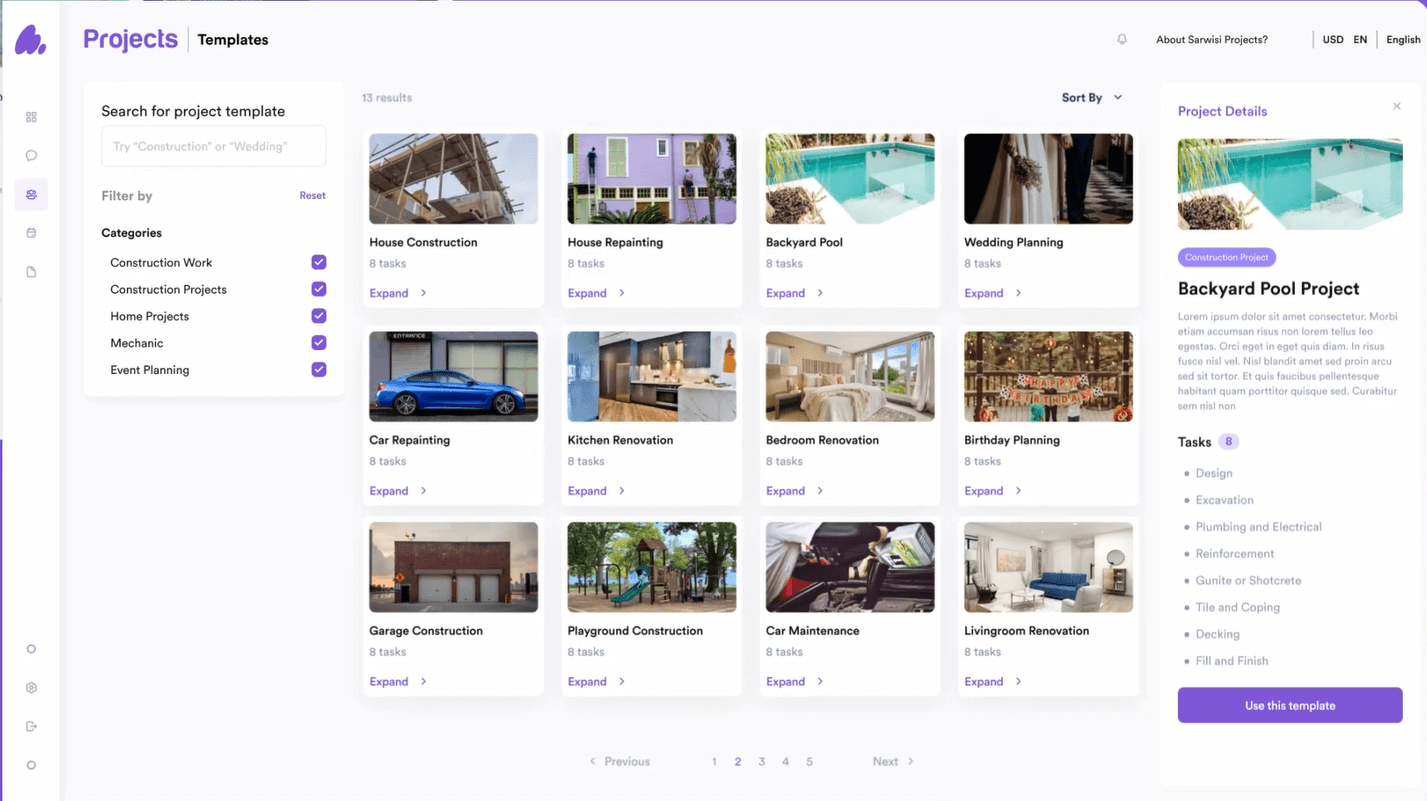 Projects
Templates
About Sarwisi Projects?
USD
EN
English
Search for project template
Try “Construction” or “Wedding”
Filter by
Reset
Categories
Construction Work
Construction Projects
Home Projects
Mechanic
Event Planning
13 results
Sort By
House Construction
8 tasks
Expand
House Repainting
8 tasks
Expand
Backyard Pool
8 tasks
Expand
Wedding Planning
8 tasks
Expand
ENTRANCE
Car Repainting
8 tasks
Expand
Kitchen Renovation
8 tasks
Expand
Bedroom Renovation
8 tasks
Expand
HAPPY
BIRTHDAY
Birthday Planning
8 tasks
Expand
Garage Construction
8 tasks
Expand
Playground Construction
8 tasks
Expand
Car Maintenance
8 tasks
Expand
Livingroom Renovation
8 tasks
Expand
Previous
1
2
3
4
5
Next
Project Details
Construction Project
Backyard Pool Project
Lorem ipsum dolor sit amet consectetur. Morbi
etiam accumsan risus non lorem tellus leo
egestas. Orci eget in eget quis diam. In risus
fusce nisl vel. Nisl blandit amet sed proin arcu
sed sit tortor. Et quis faucibus pellentesque
habitant quam porttitor quisque sed. Curabitur
sem nisl non
Tasks 8
Design
Excavation
Plumbing and Electrical
Reinforcement
Gunite or Shotcrete
Tile and Coping
Decking
Fill and Finish
Use this template